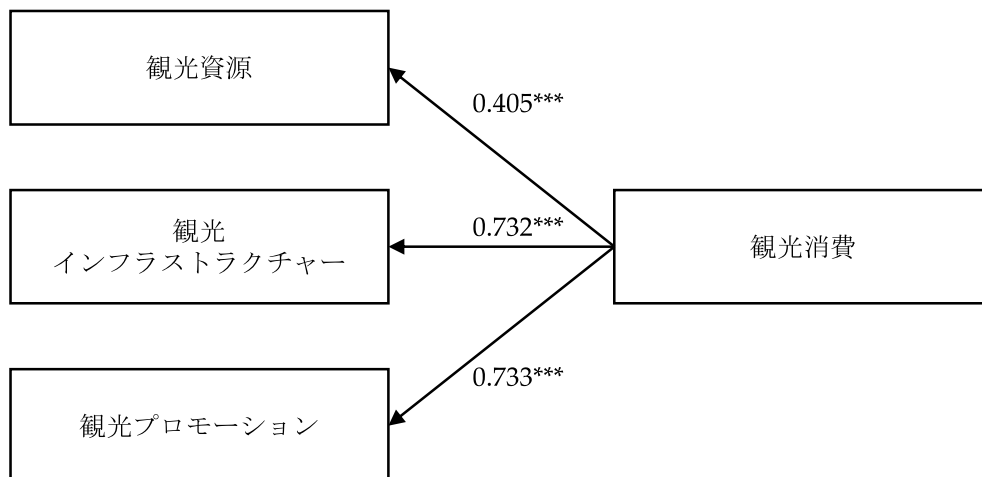 観光資源
0.405***
観光
インフラストラクチャー
0.732***
観光消費
0.733***
観光プロモーション